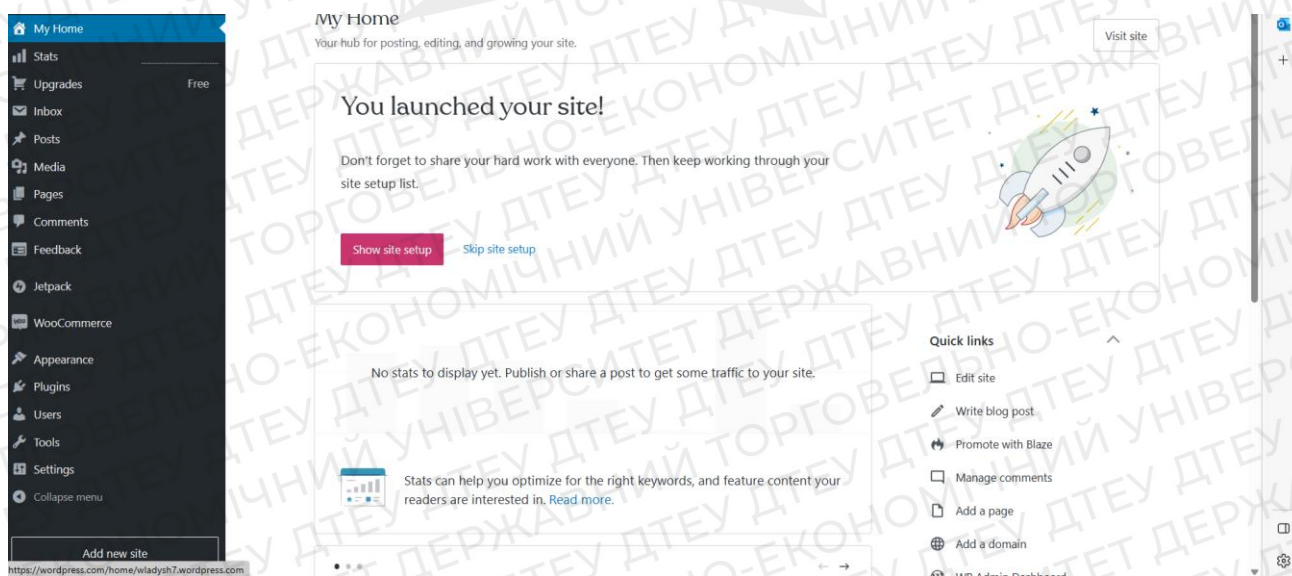 My Home
Stats
Upgrades Free
Inbox
Posts
Media
Pages
Comments
Feedback
Jetpack
WooCommerce
Appearance
Plugins
Users
Tools
Settings
Collapse menu
Add new site
https://wordpress.com/home/wladysh7.wordpress.com
My Home
Your hub for posting, editing, and growing your site.
Visit site
You launched your site!
Don't forget to share your hard work with everyone. Then keep working through your
site setup list.
Show site setup Skip site setup
No stats to display yet. Publish or share a post to get some traffic to your site.
Stats can help you optimize for the right keywords, and feature content your
readers are interested in. Read more.
Quick links
Edit site
Write blog post
Promote with Blaze
Manage comments
Add a page
Add a domain
WP Admin Dashboard